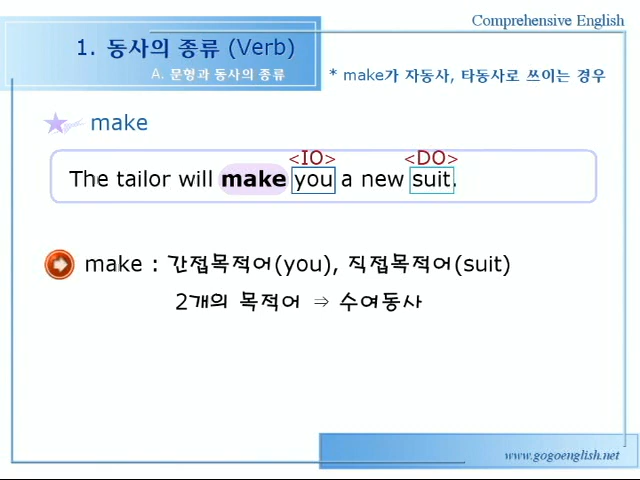 Comprehensive English
1. 동사의 종류 (Verb)
A. 문형과 동사의 종류
* make가 자동사, 타동사로 쓰이는 경우
make
<IO> <DO>
The tailor will make you a new suit.
make : 간접목적어(you), 직접목적어(suit)
2개의 목적어 ⇒ 수여동사
www.gogoenglish.net